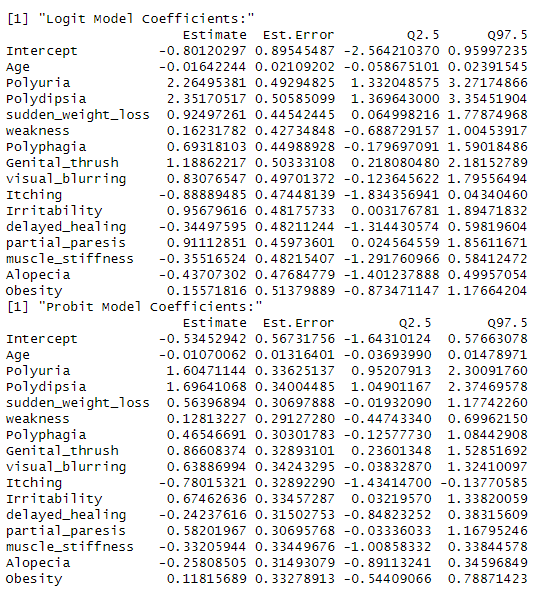 [1] "Logit Model Coefficients:"
Estimate Est.Error Q2.5 Q97.5
Intercept -0.80120297 0.89545487 -2.564210370 0.95997235
Age -0.01642244 0.02109202 -0.058675101 0.02391545
Polyuria 2.26495381 0.49294825 1.332048575 3.27174866
Polydipsia 2.35170517 0.50585099 1.369643000 3.35451904
sudden_weight_loss 0.92497261 0.44542445 0.064998216 1.77874968
weakness 0.16231782 0.42734848 -0.688729157 1.00453917
Polyphagia 0.69318103 0.44988928 -0.179697091 1.59018486
Genital_thrush 1.18862217 0.50333108 0.218080480 2.18152789
visual_blurring 0.83076547 0.49701372 -0.123645622 1.79556494
Itching -0.88889485 0.47448139 -1.834356941 0.04340460
Irritability 0.95679616 0.48175733 0.003176781 1.89471832
delayed_healing -0.34497595 0.48211244 -1.314430574 0.59819604
partial_paresis 0.91112851 0.45973601 0.024564559 1.85611671
muscle_stiffness -0.35516524 0.48215407 -1.291760966 0.58412472
Alopecia -0.43707302 0.47684779 -1.401237888 0.49957054
Obesity 0.15571816 0.51379889 -0.873471147 1.17664204
[1] "Probit Model Coefficients:"
Estimate Est.Error Q2.5 Q97.5
Intercept -0.53452942 0.56731756 -1.64310124 0.57663078
Age -0.01070062 0.01316401 -0.03693990 0.01478971
Polyuria 1.60471144 0.33625137 0.95207913 2.30091760
Polydipsia 1.69641068 0.34004485 1.04901167 2.37469578
sudden_weight_loss 0.56396894 0.30697888 -0.01932090 1.17742260
weakness 0.12813227 0.29127280 -0.44743340 0.69962150
Polyphagia 0.46546691 0.30301783 -0.12577730 1.08442908
Genital_thrush 0.86608374 0.32893101 0.23601348 1.52851692
visual_blurring 0.63886994 0.34243295 -0.03832870 1.32410097
Itching -0.78015321 0.32892290 -1.43414700 -0.13770585
Irritability 0.67462636 0.33457287 0.03219570 1.33820059
delayed_healing -0.24237616 0.31502753 -0.84823252 0.38315609
partial_paresis 0.58201967 0.30695768 -0.03336033 1.16795246
muscle_stiffness -0.33205944 0.33449676 -1.00858332 0.33844578
Alopecia -0.25808505 0.31493079 -0.89113241 0.34596849
Obesity 0.11815689 0.33278913 -0.54409066 0.78871423